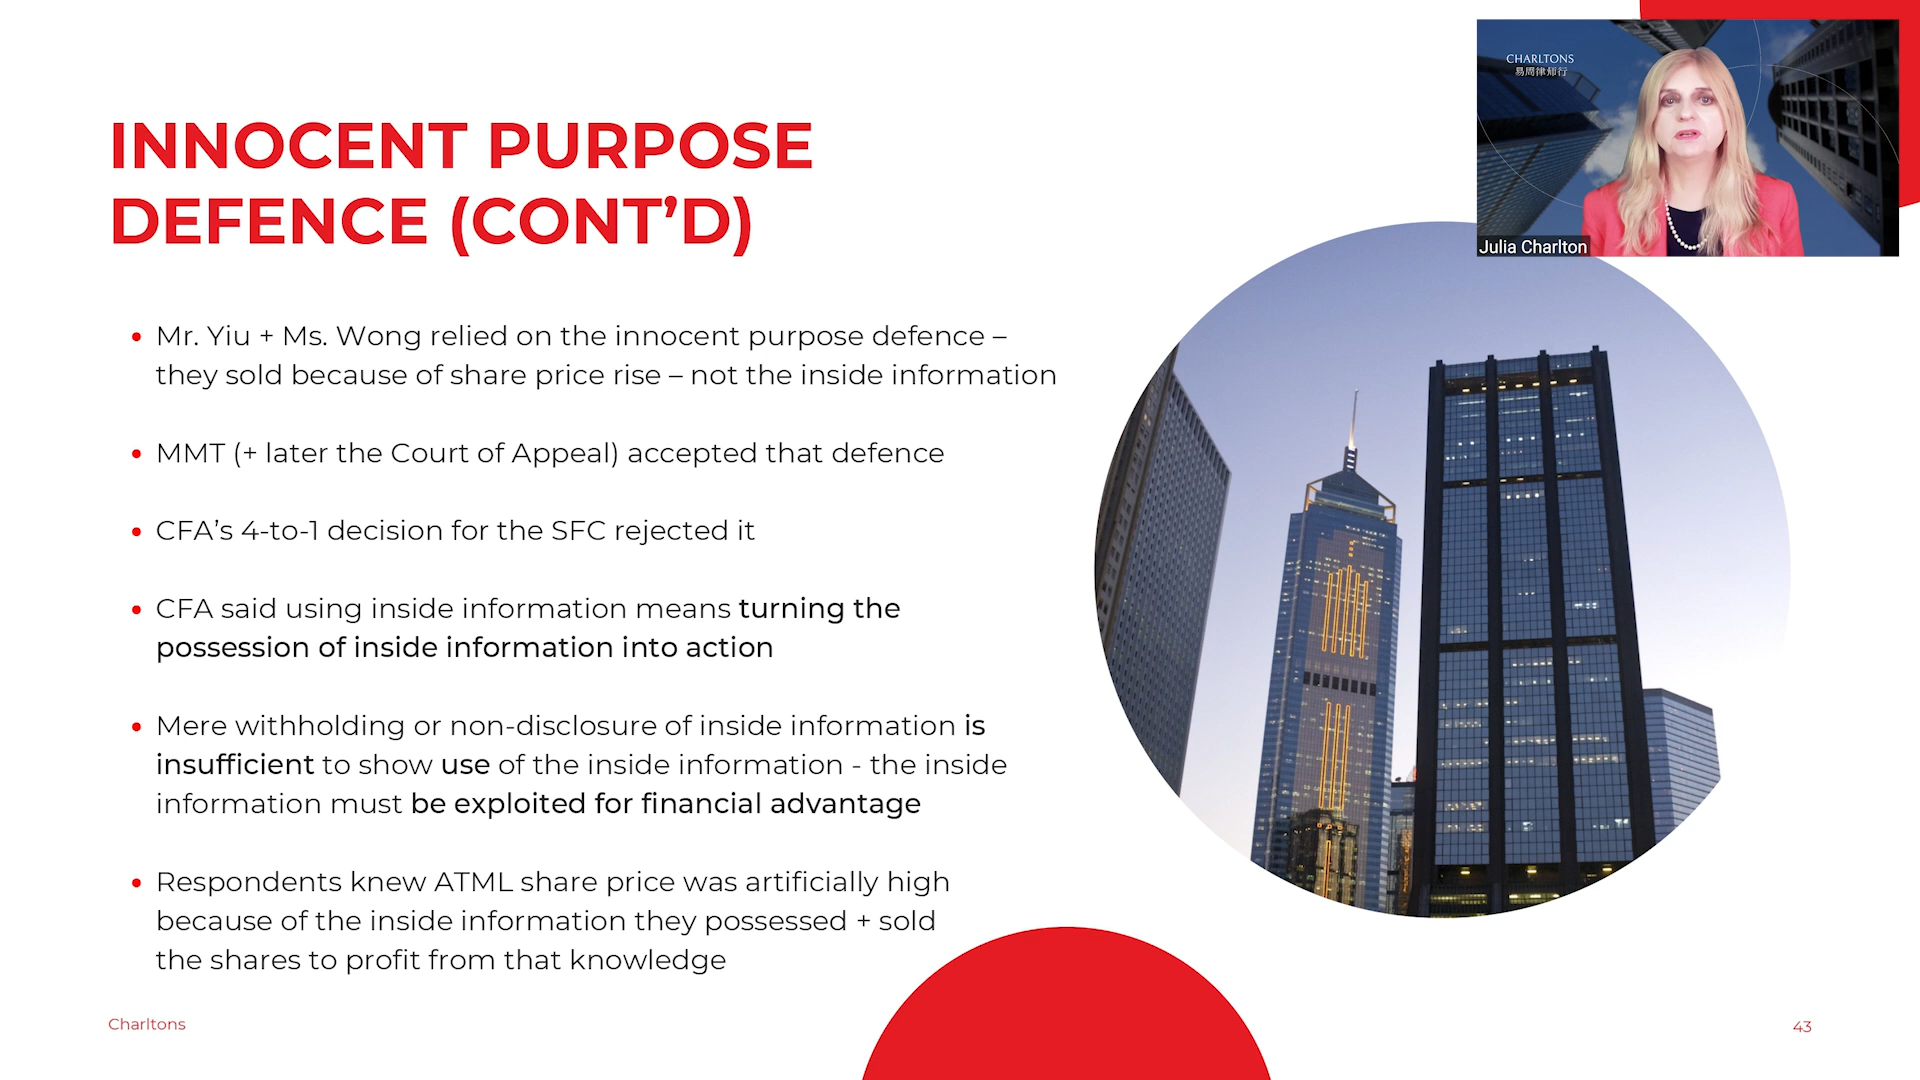 INNOCENT PURPOSE
DEFENCE (CONT’D)
• Mr. Yiu + Ms. Wong relied on the innocent purpose defence –
they sold because of share price rise – not the inside information
• MMT (+ later the Court of Appeal) accepted that defence
• CFA’s 4-to-1 decision for the SFC rejected it
• CFA said using inside information means turning the
possession of inside information into action
• Mere withholding or non-disclosure of inside information is
insufficient to show use of the inside information - the inside
information must be exploited for financial advantage
• Respondents knew ATML share price was artificially high
because of the inside information they possessed + sold
the shares to profit from that knowledge
CHARLTONS
易周律师行
Julia Charlton
Charltons
43